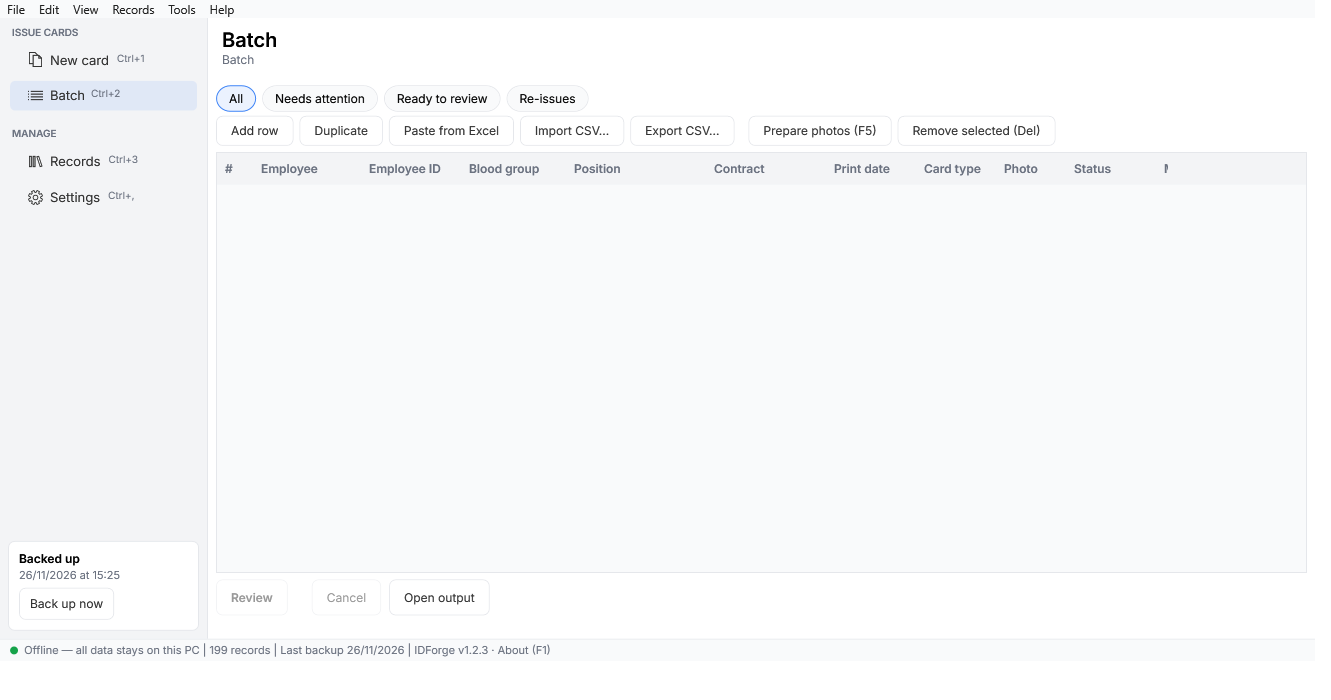 File Edit View Records Tools Help
ISSUE CARDS
New card Ctrl+1
Batch Ctrl+2
MANAGE
Records Ctrl+3
Settings Ctrl+,
Backed up
26/11/2026 at 15:25
Back up now
Batch
Batch
All Needs attention Ready to review Re-issues
Add row Duplicate Paste from Excel Import CSV... Export CSV... Prepare photos (F5) Remove selected (Del)
# Employee Employee ID Blood group Position Contract Print date Card type Photo Status
Review Cancel Open output
Offline — all data stays on this PC | 199 records | Last backup 26/11/2026 | IDForge v1.2.3 · About (F1)